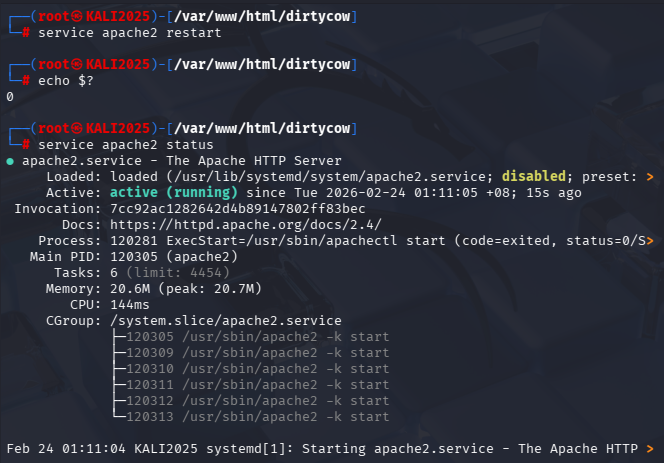 ┌──(root㉿KALI2025)-[/var/www/html/dirtycow]
└─# service apache2 restart
┌──(root㉿KALI2025)-[/var/www/html/dirtycow]
└─# echo $?
0
┌──(root㉿KALI2025)-[/var/www/html/dirtycow]
└─# service apache2 status
● apache2.service - The Apache HTTP Server
     Loaded: loaded (/usr/lib/systemd/system/apache2.service; disabled; preset: >
     Active: active (running) since Tue 2026-02-24 01:11:05 +08; 15s ago
 Invocation: 7cc92ac1282642d4b89147802ff83bec
       Docs: https://httpd.apache.org/docs/2.4/
    Process: 120281 ExecStart=/usr/sbin/apachectl start (code=exited, status=0/S>
   Main PID: 120305 (apache2)
      Tasks: 6 (limit: 4454)
     Memory: 20.6M (peak: 20.7M)
        CPU: 144ms
     CGroup: /system.slice/apache2.service
             ├─120305 /usr/sbin/apache2 -k start
             ├─120309 /usr/sbin/apache2 -k start
             ├─120310 /usr/sbin/apache2 -k start
             ├─120311 /usr/sbin/apache2 -k start
             ├─120312 /usr/sbin/apache2 -k start
             └─120313 /usr/sbin/apache2 -k start
Feb 24 01:11:04 KALI2025 systemd[1]: Starting apache2.service - The Apache HTTP >